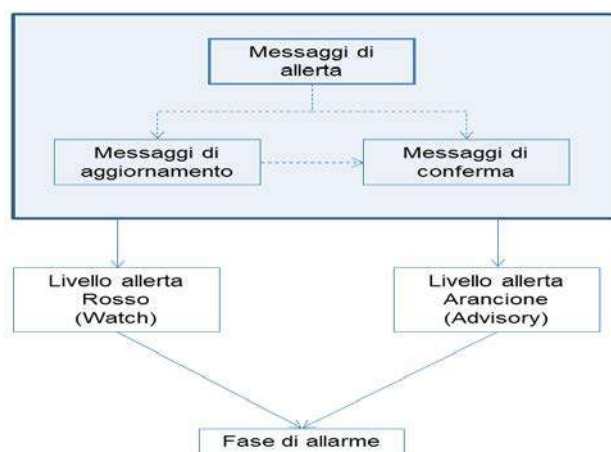 Messaggi di
allerta
Messaggi di
aggiornamento
Messaggi di
conferma
Livello allerta
Rosso
(Watch)
Livello allerta
Arancione
(Advisory)
Fase di allarme